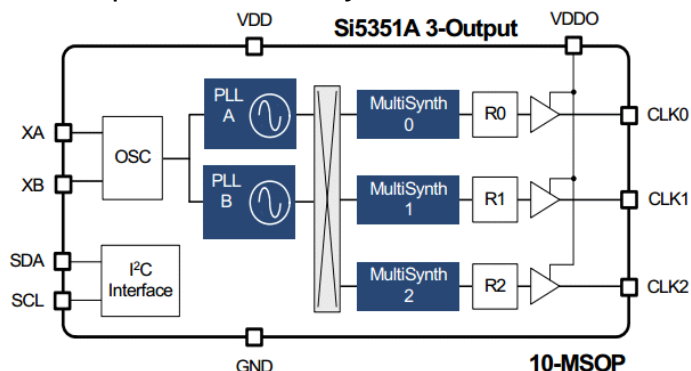 VDD
Si5351A 3-Output
VDDO
XA
XB
OSC
PLL
A
PLL
B
MultiSynth
0
R0
CLK0
MultiSynth
1
R1
CLK1
MultiSynth
2
R2
CLK2
SDA
SCL
I²C
Interface
GND
10-MSOP